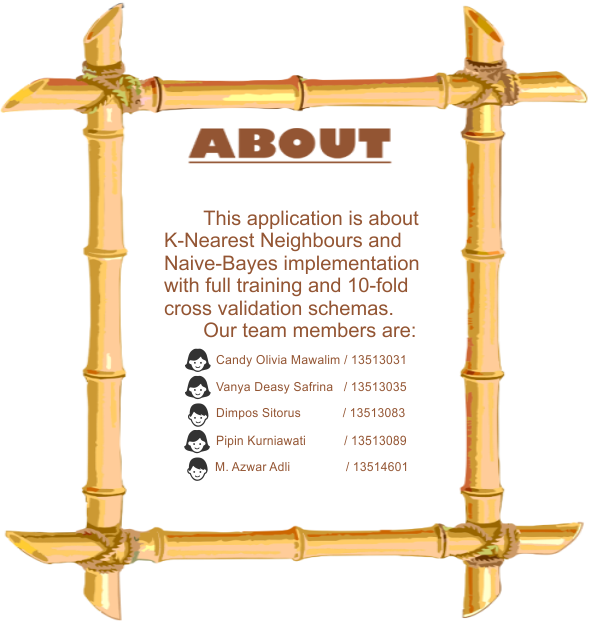 ABOUT
This application is about
K-Nearest Neighbours and
Naive-Bayes implementation
with full training and 10-fold
cross validation schemas.
Our team members are:
Candy Olivia Mawalim / 13513031
Vanya Deasy Safrina / 13513035
Dimpos Sitorus / 13513083
Pipin Kurniawati / 13513089
M. Azwar Adli / 13514601